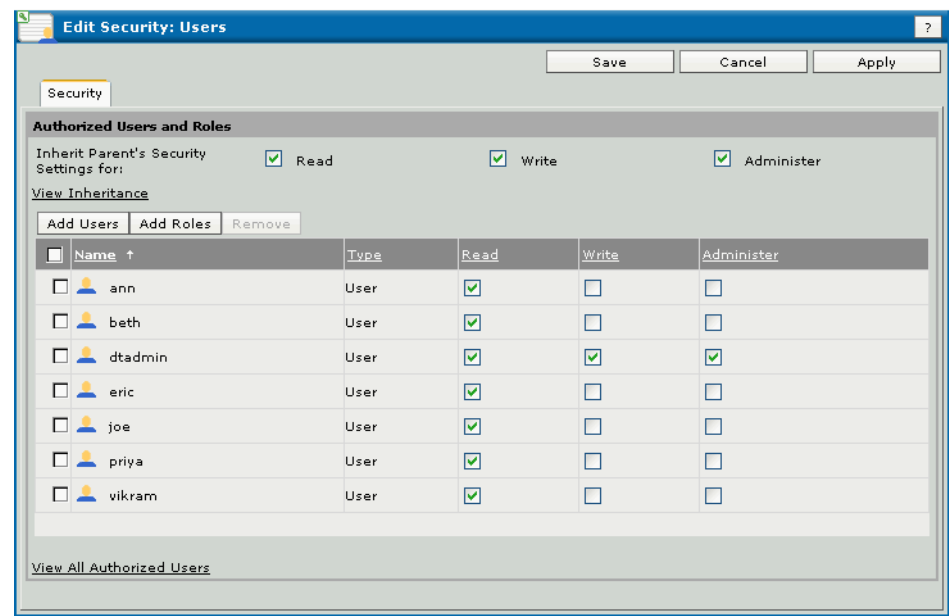 Edit Security: Users
?
Save Cancel Apply
Security
Authorized Users and Roles
Inherit Parent's Security
Settings for:
Read Write Administer
View Inheritance
Add Users Add Roles Remove
Name ↑ Type Read Write Administer
ann User
beth User
dtadmin User
eric User
joe User
priya User
vikram User
View All Authorized Users